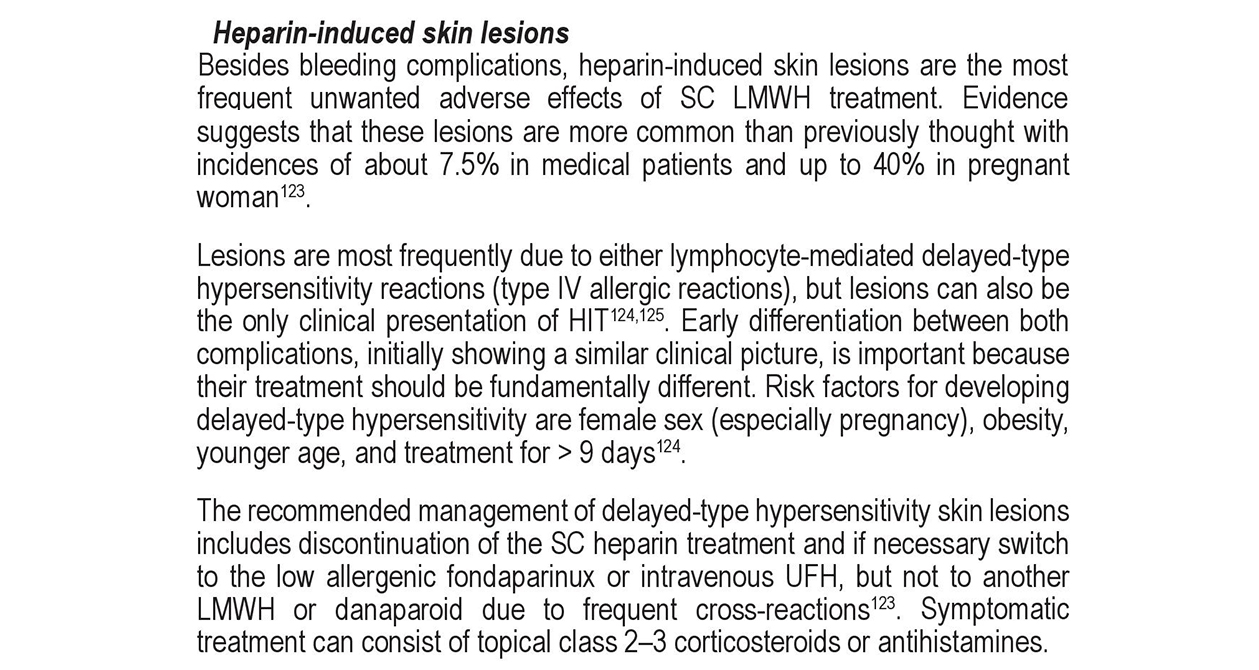 Heparin-induced skin lesions
Besides bleeding complications, heparin-induced skin lesions are the most
frequent unwanted adverse effects of SC LMWH treatment. Evidence
suggests that these lesions are more common than previously thought with
incidences of about 7.5% in medical patients and up to 40% in pregnant
woman¹²³.
Lesions are most frequently due to either lymphocyte-mediated delayed-type
hypersensitivity reactions (type IV allergic reactions), but lesions can also be
the only clinical presentation of HIT¹²⁴,¹²⁵. Early differentiation between both
complications, initially showing a similar clinical picture, is important because
their treatment should be fundamentally different. Risk factors for developing
delayed-type hypersensitivity are female sex (especially pregnancy), obesity,
younger age, and treatment for > 9 days¹²⁴.
The recommended management of delayed-type hypersensitivity skin lesions
includes discontinuation of the SC heparin treatment and if necessary switch
to the low allergenic fondaparinux or intravenous UFH, but not to another
LMWH or danaparoid due to frequent cross-reactions¹²³. Symptomatic
treatment can consist of topical class 2–3 corticosteroids or antihistamines.